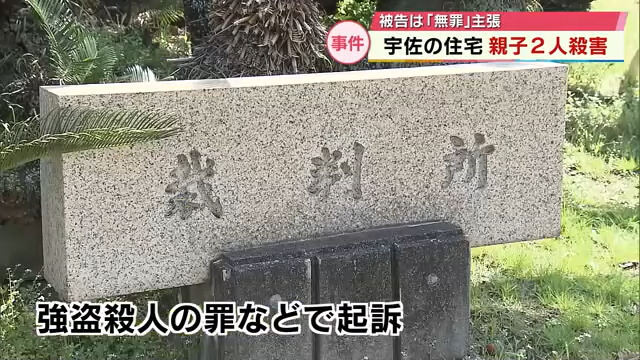 被告は「無罪」主張
事件
宇佐の住宅 親子2人殺害
裁判所
強盗殺人の罪などで起訴